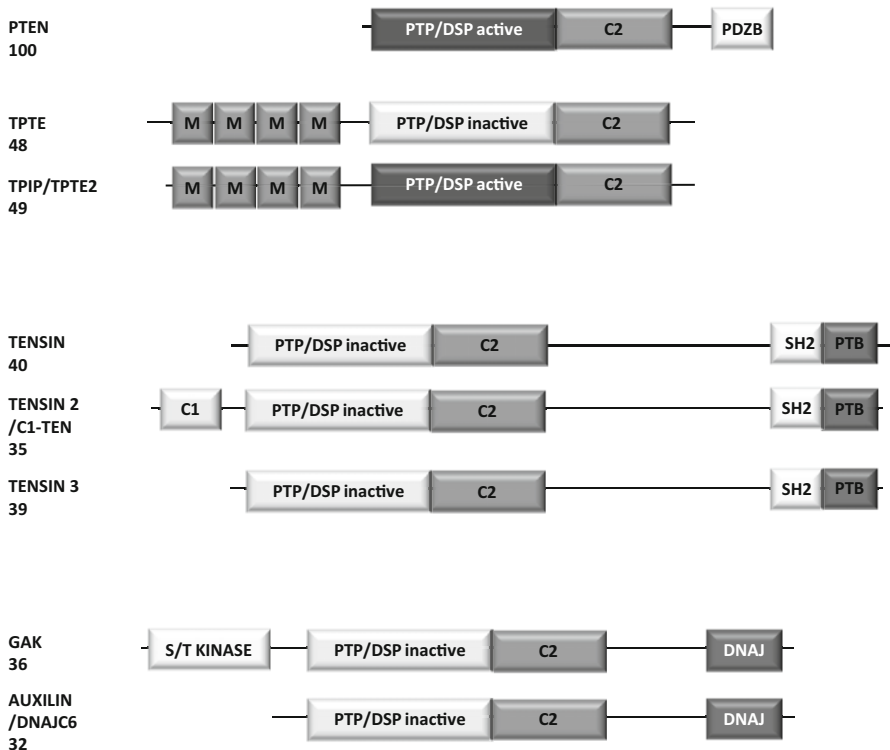 PTEN
100
PTP/DSP active C2 PDZB
TPTE
48
M M M M PTP/DSP inactive C2
TPIP/TPTE2
49
M M M M PTP/DSP active C2
TENSIN
40
PTP/DSP inactive C2 SH2 PTB
TENSIN 2
/C1-TEN
35
C1 PTP/DSP inactive C2 SH2 PTB
TENSIN 3
39
PTP/DSP inactive C2 SH2 PTB
GAK
36
S/T KINASE PTP/DSP inactive C2 DNAJ
AUXILIN
/DNAJC6
32
PTP/DSP inactive C2 DNAJ